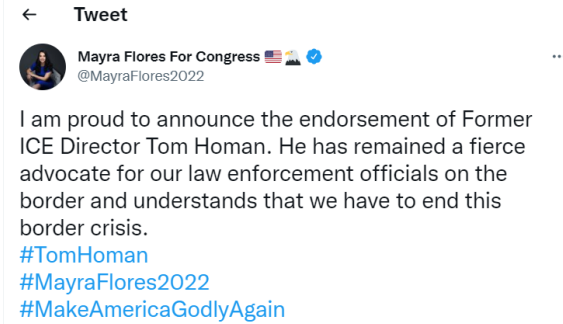 Tweet
Mayra Flores For Congress 🇺🇸🦅
@MayraFlores2022
I am proud to announce the endorsement of Former
ICE Director Tom Homan. He has remained a fierce
advocate for our law enforcement officials on the
border and understands that we have to end this
border crisis.
#TomHoman
#MayraFlores2022
#MakeAmericaGodlyAgain